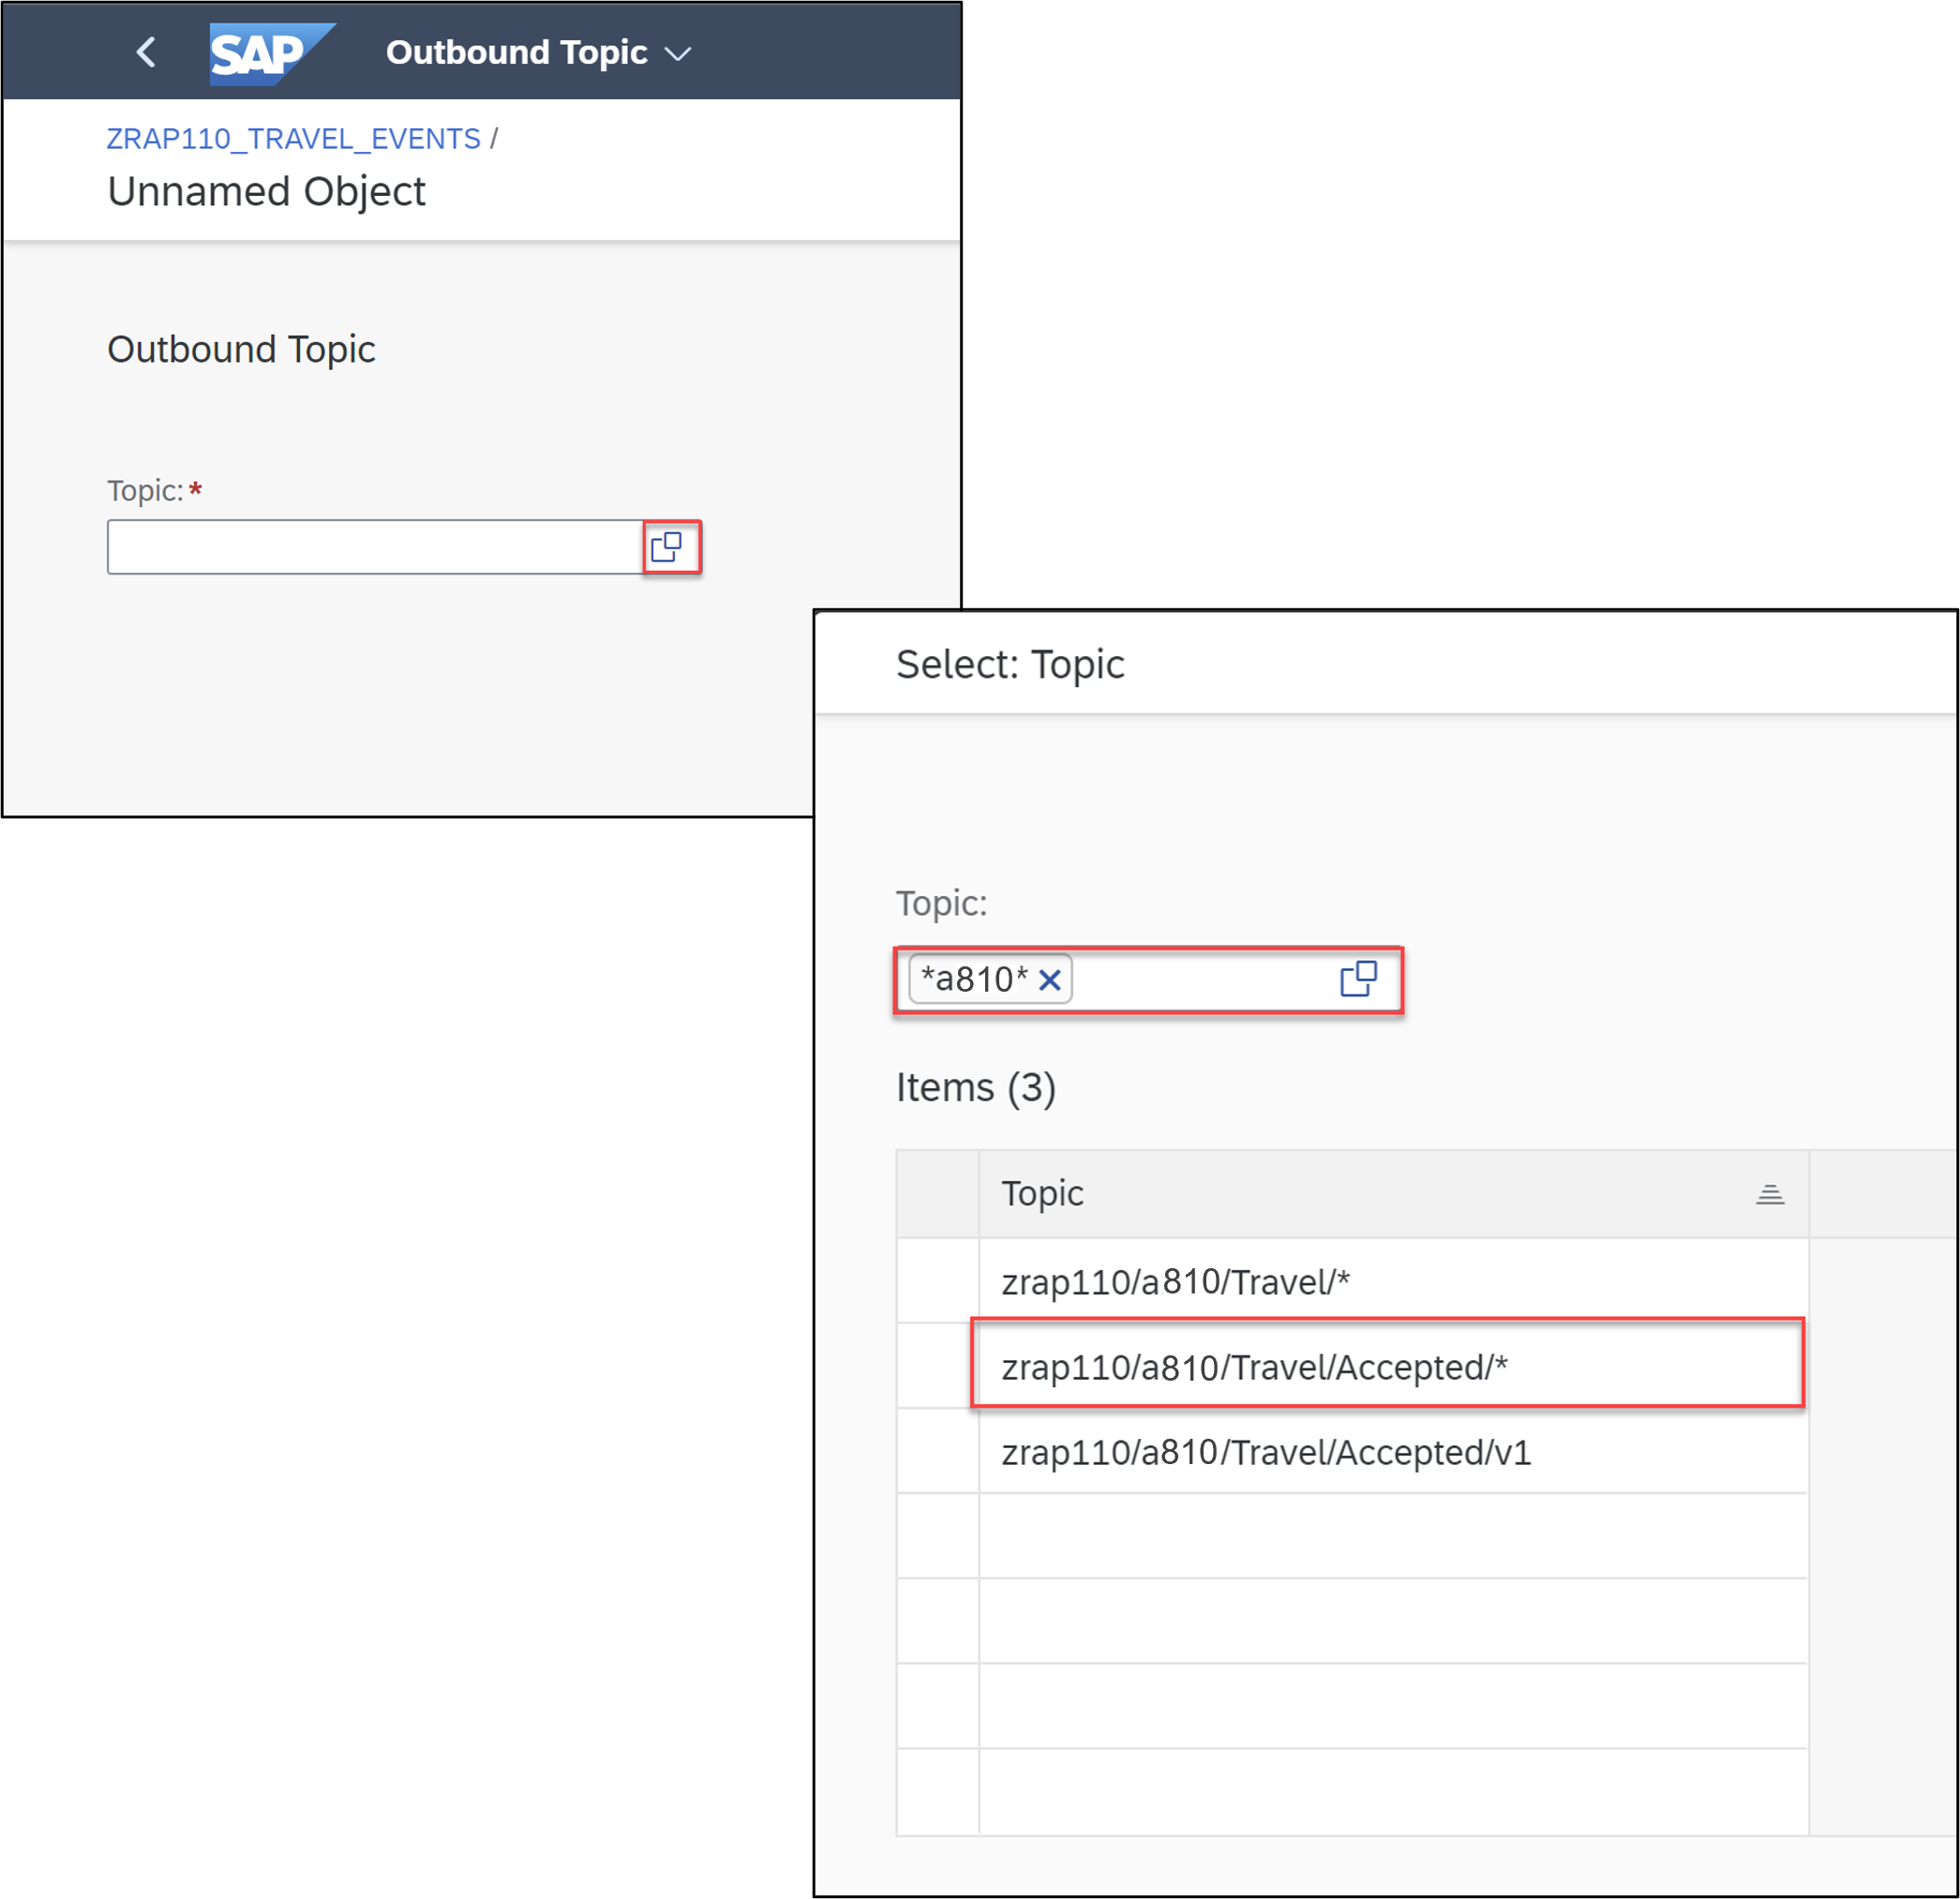 SAP Outbound Topic
ZRAP110_TRAVEL_EVENTS /
Unnamed Object
Outbound Topic
Topic: *
Select: Topic
Topic:
*a810*
Items (3)
Topic
zrap110/a810/Travel/*
zrap110/a810/Travel/Accepted/*
zrap110/a810/Travel/Accepted/v1